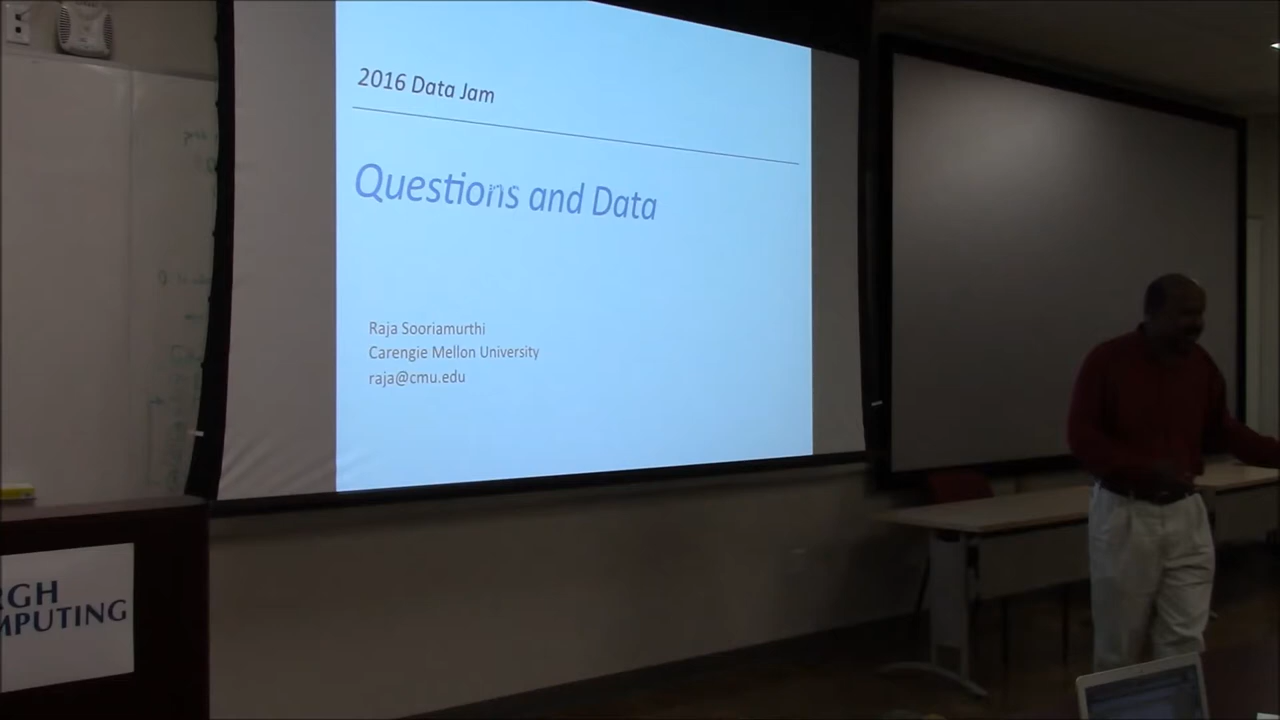 2016 Data Jam
Questions and Data
Raja Sooriamurthi
Carengie Mellon University
raja@cmu.edu
RGH
MPUTING